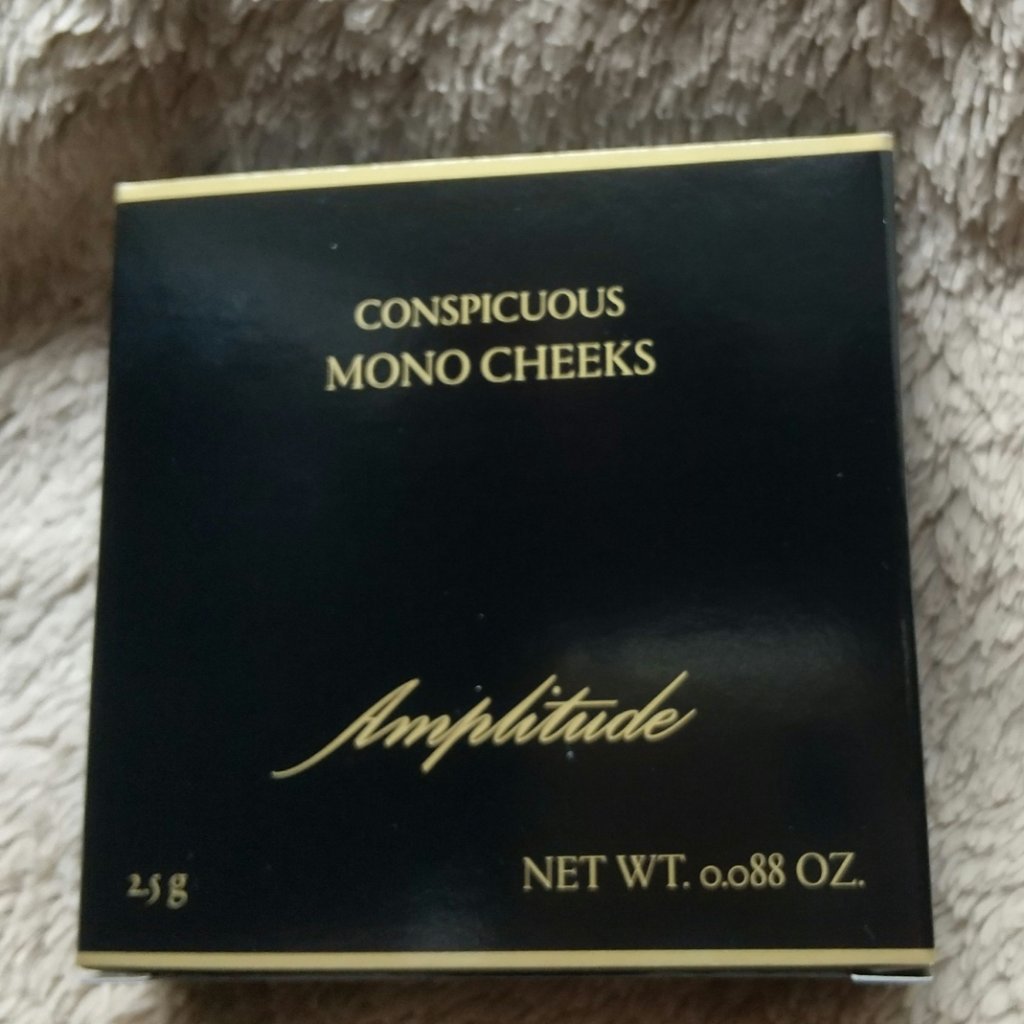 CONSPICUOUS
MONO CHEEKS
Amplitude
2.5 g
NET WT. 0.088 OZ.